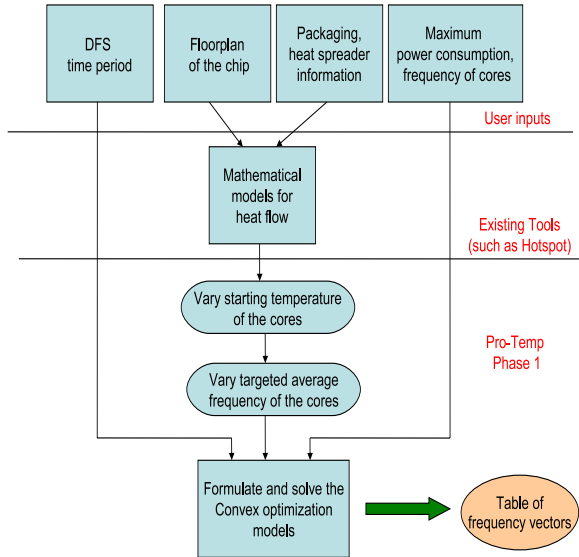 DFS
time period
Floorplan
of the chip
Packaging,
heat spreader
information
Maximum
power consumption,
frequency of cores
User inputs
Mathematical
models for
heat flow
Existing Tools
(such as Hotspot)
Vary starting temperature
of the cores
Pro-Temp
Phase 1
Vary targeted average
frequency of the cores
Formulate and solve the
Convex optimization
models
Table of
frequency vectors